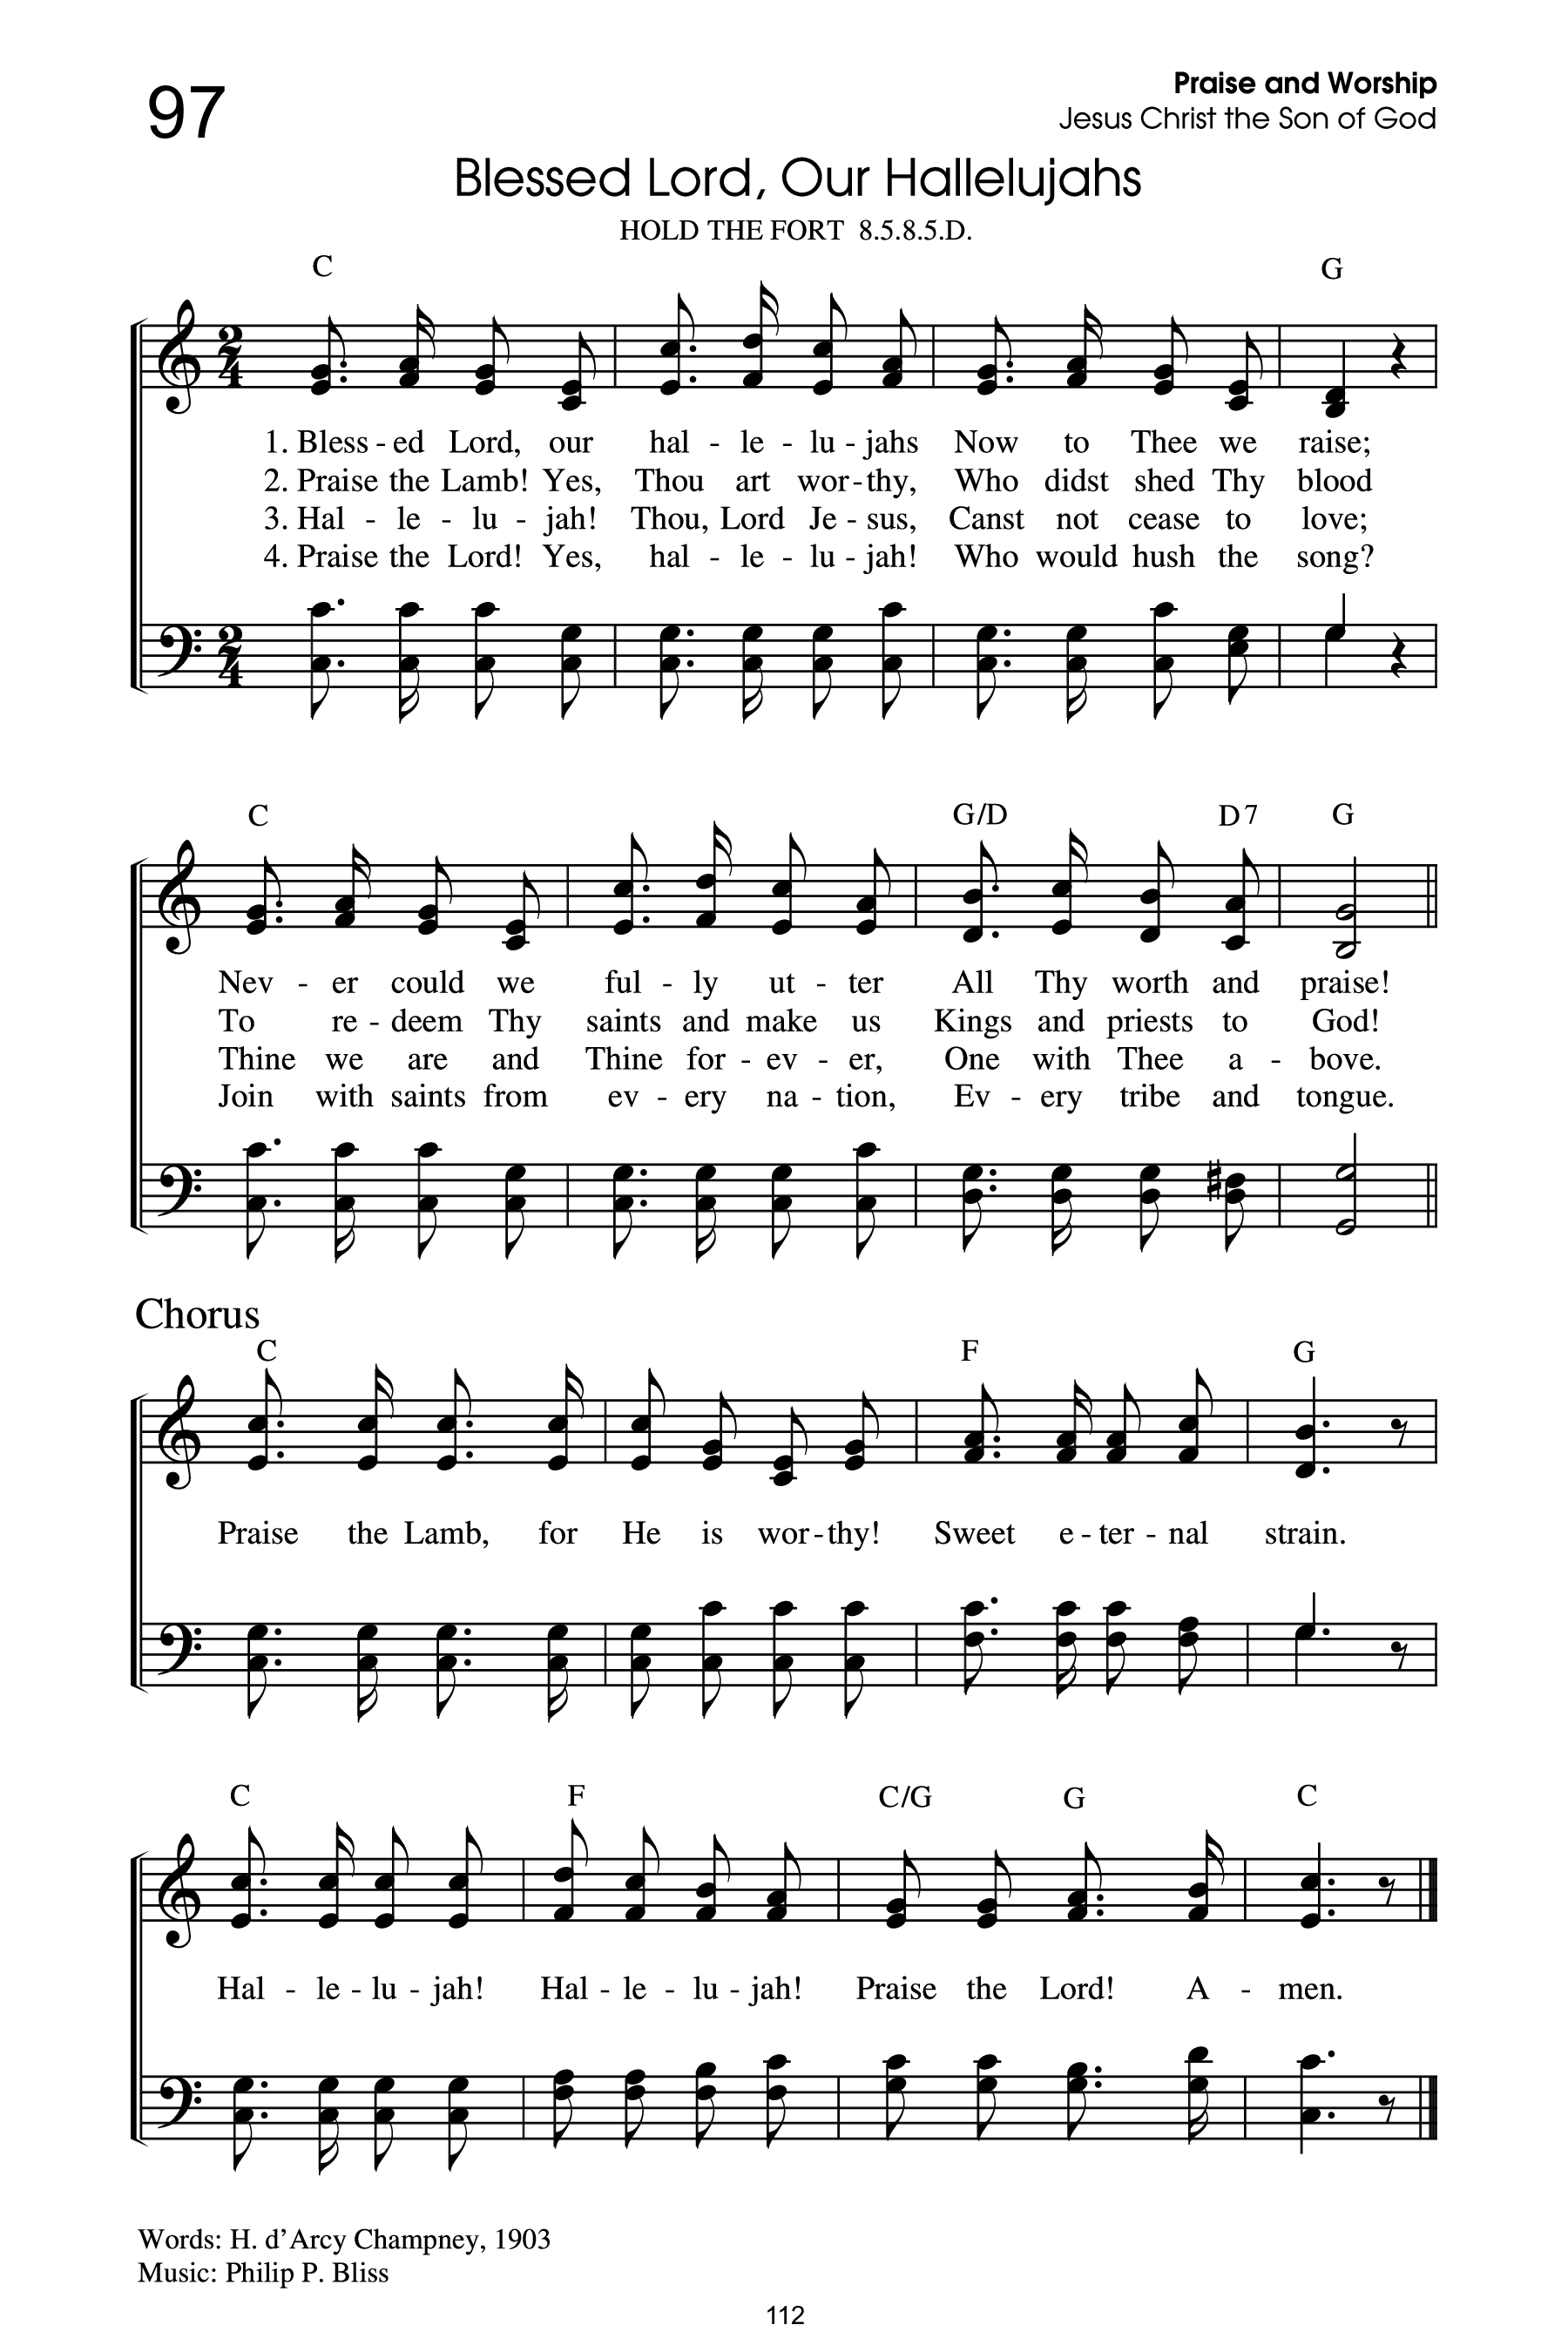 97
Praise and Worship
Jesus Christ the Son of God
Blessed Lord, Our Hallelujahs
HOLD THE FORT 8.5.8.5.D.
C G
1. Bless - ed Lord, our hal - le - lu - jahs Now to Thee we raise;
2. Praise the Lamb! Yes, Thou art wor - thy, Who didst shed Thy blood
3. Hal - le - lu - jah! Thou, Lord Je - sus, Canst not cease to love;
4. Praise the Lord! Yes, hal - le - lu - jah! Who would hush the song?
C G/D D7 G
Nev - er could we ful - ly ut - ter All Thy worth and praise!
To re - deem Thy saints and make us Kings and priests to God!
Thine we are and Thine for - ev - er, One with Thee a - bove.
Join with saints from ev - ery na - tion, Ev - ery tribe and tongue.
Chorus
C F G
Praise the Lamb, for He is wor - thy! Sweet e - ter - nal strain.
C F C/G G C
Hal - le - lu - jah! Hal - le - lu - jah! Praise the Lord! A - men.
Words: H. d’Arcy Champney, 1903
Music: Philip P. Bliss
112